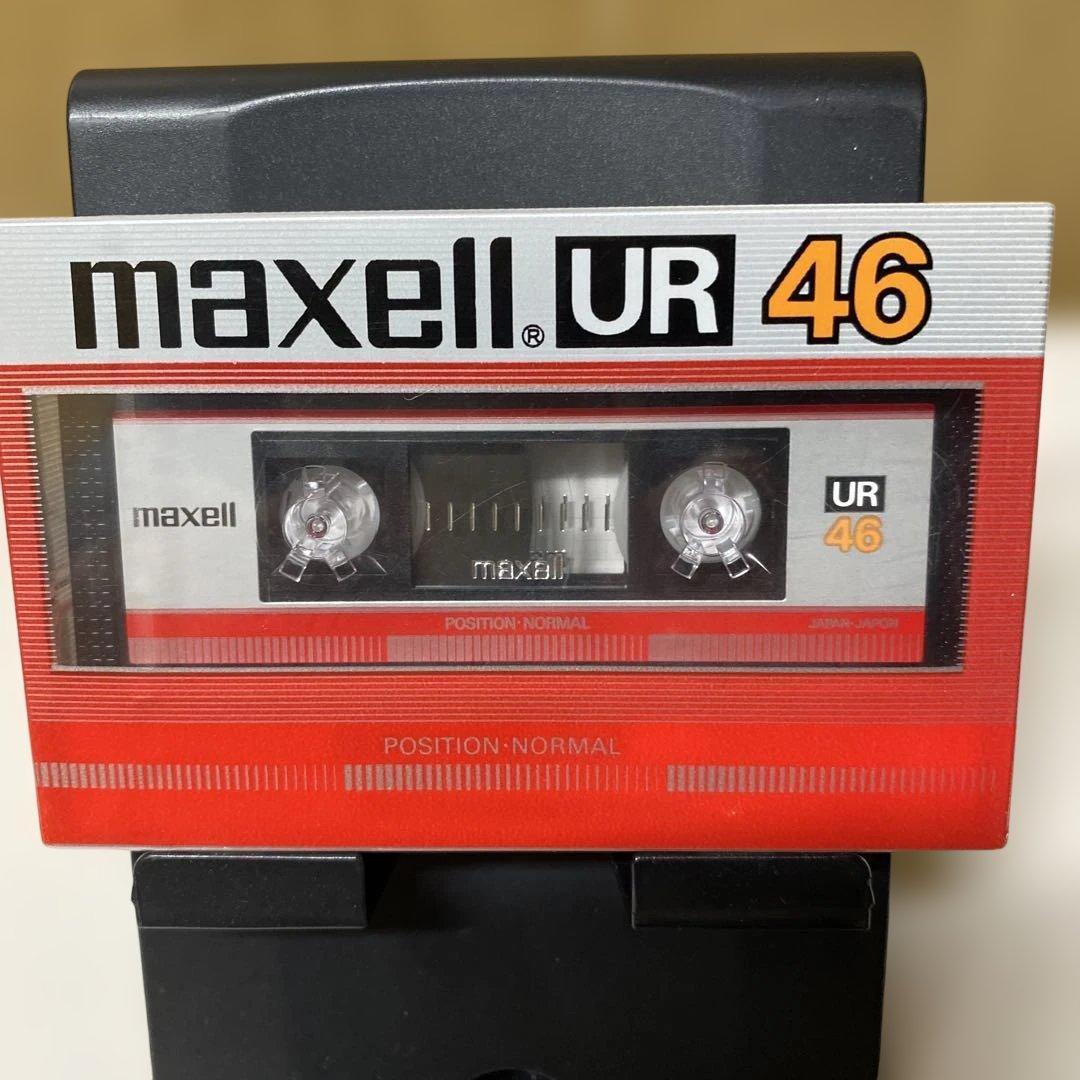 maxell® UR 46
maxell
UR
46
maxell
POSITION·NORMAL
JAPAN·JAPON
POSITION·NORMAL